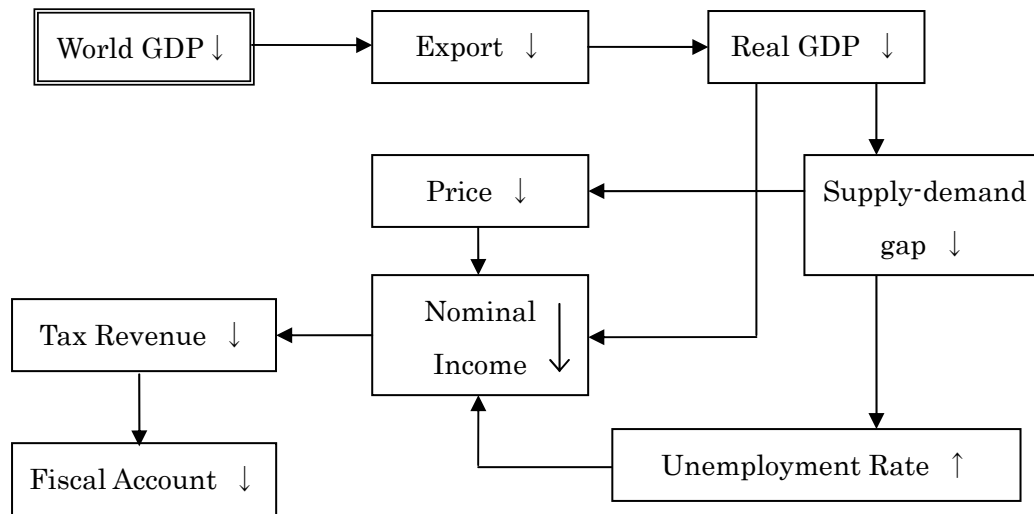 World GDP ↓
Export ↓
Real GDP ↓
Price ↓
Supply-demand
gap ↓
Nominal
Income ↓
Tax Revenue ↓
Fiscal Account ↓
Unemployment Rate ↑